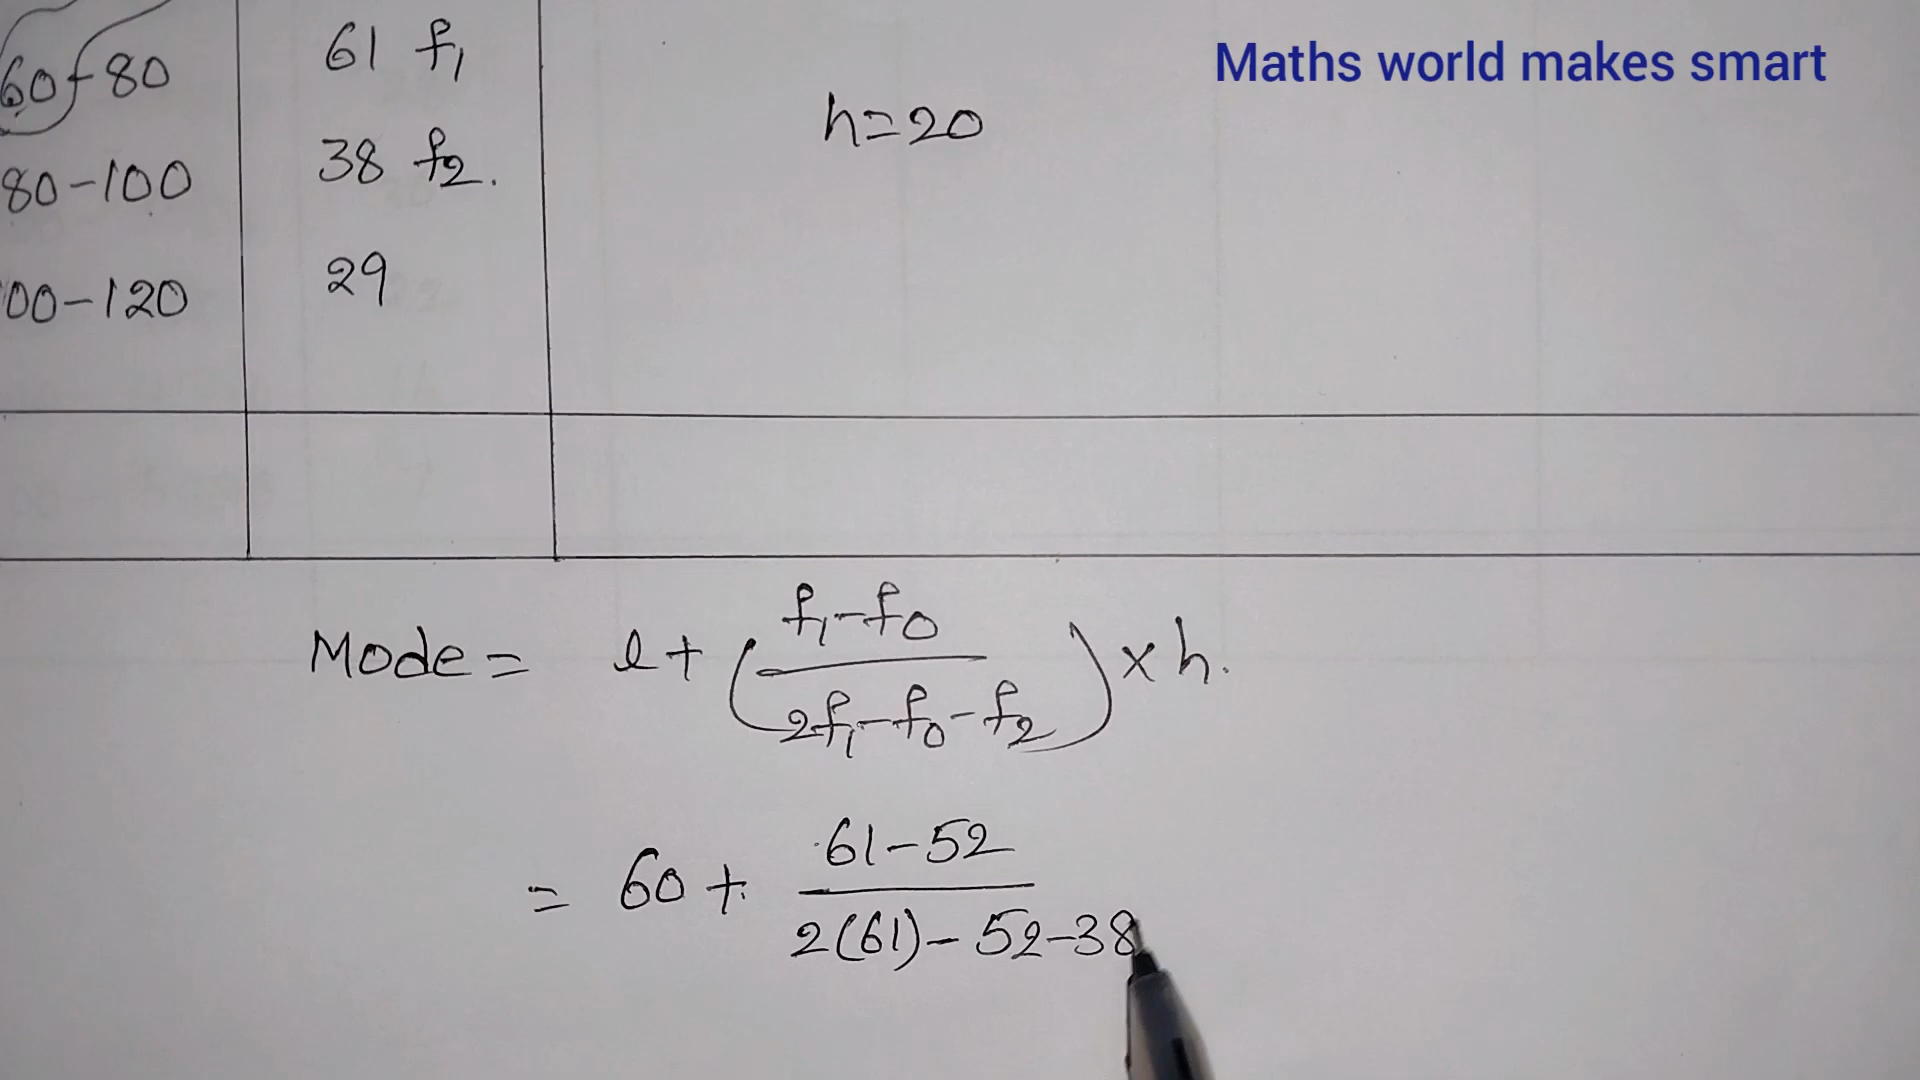 Maths world makes smart
60-80 61 f₁
h=20
80-100 38 f₂.
00-120 29
Mode = l + (f₁-f₀ / 2f₁-f₀-f₂) × h.
= 60 + 61-52 / 2(61)-52-38